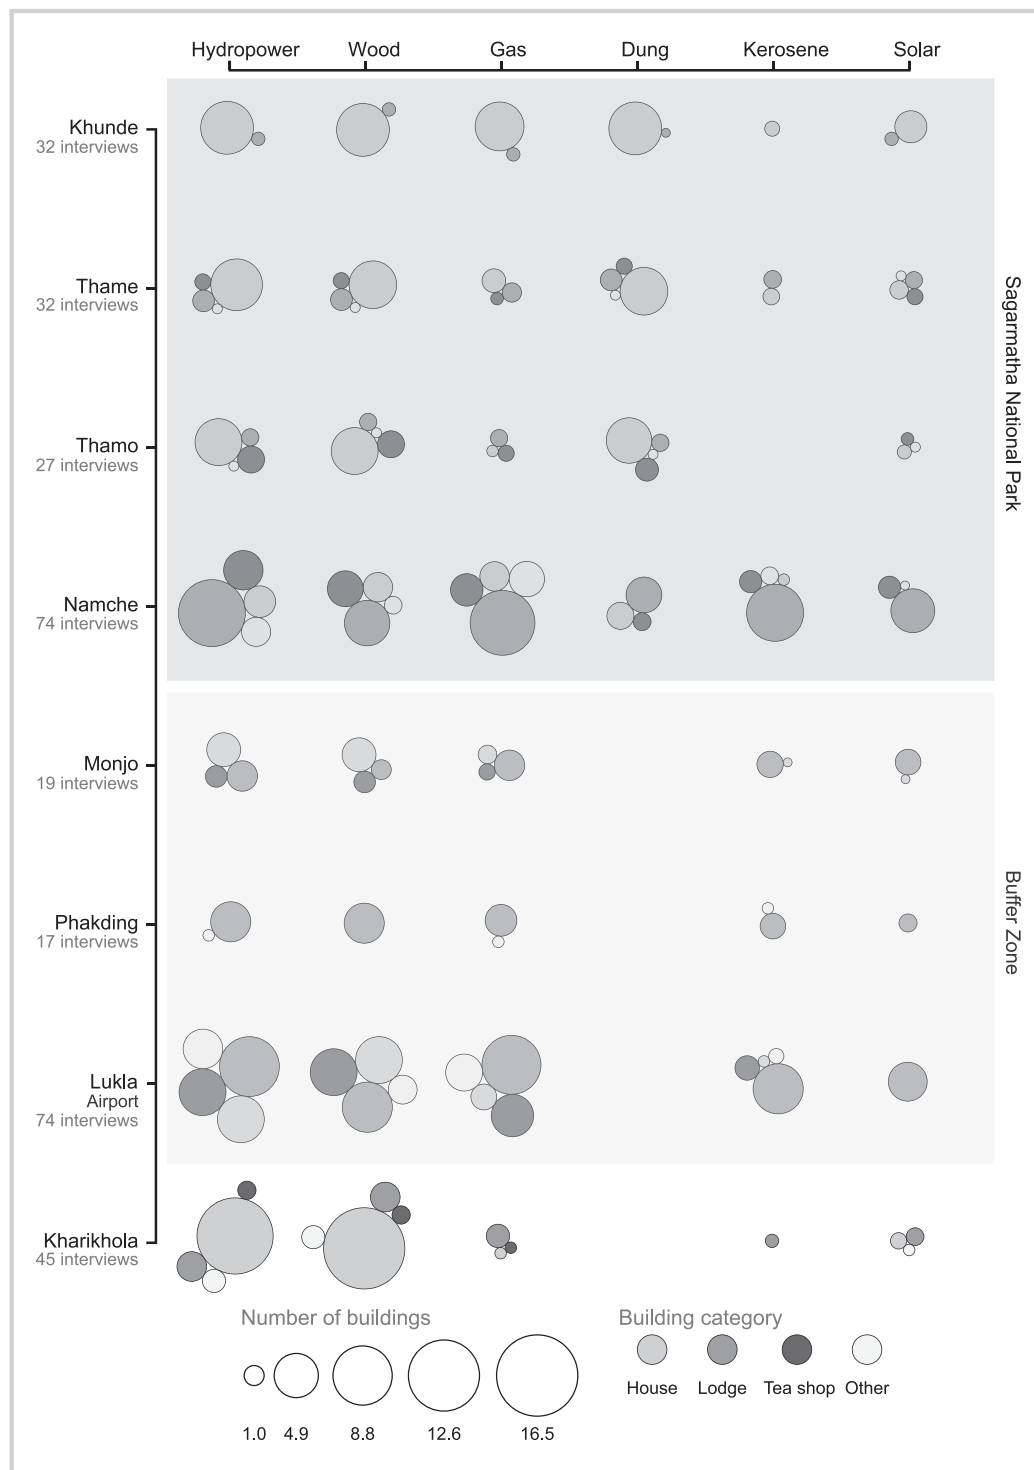 Hydropower Wood Gas Dung Kerosene Solar
Khunde
32 interviews
Thame
32 interviews
Thamo
27 interviews
Namche
74 interviews
Sagarmatha National Park
Monjo
19 interviews
Phakding
17 interviews
Lukla
Airport
74 interviews
Buffer Zone
Kharikhola
45 interviews
Number of buildings
1.0 4.9 8.8 12.6 16.5
Building category
House Lodge Tea shop Other